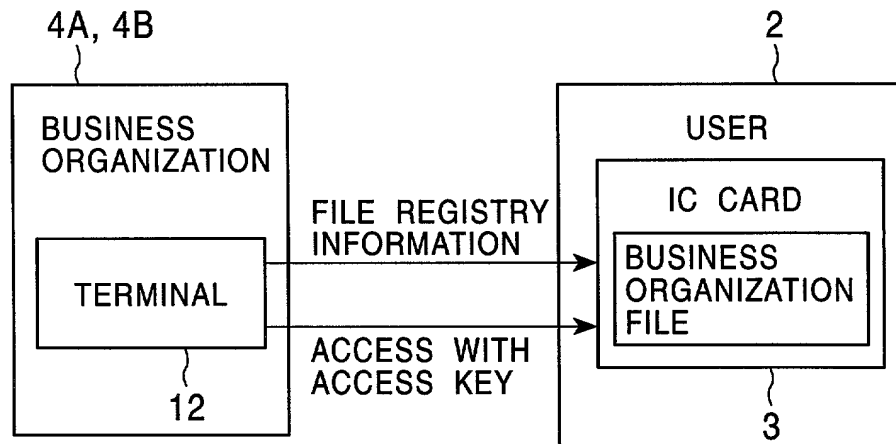 4A, 4B
2
BUSINESS
ORGANIZATION
USER
IC CARD
FILE REGISTRY
INFORMATION
TERMINAL
BUSINESS
ORGANIZATION
FILE
ACCESS WITH
ACCESS KEY
12
3